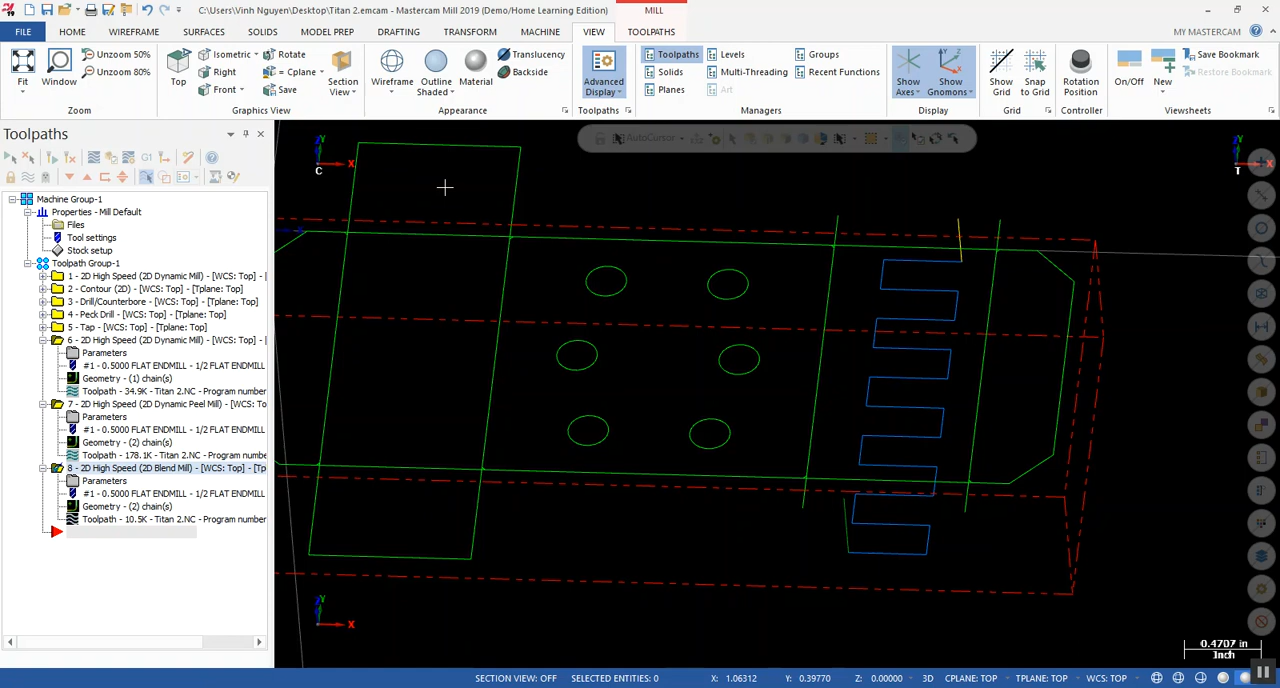 C:\Users\Vinh Nguyen\Desktop\Titan 2.emcam - Mastercam Mill 2019 (Demo/Home Learning Edition)
MILL
FILE HOME WIREFRAME SURFACES SOLIDS MODEL PREP DRAFTING TRANSFORM MACHINE VIEW TOOLPATHS MY MASTERCAM
Fit Window Unzoom 50% Unzoom 80% Zoom
Top Isometric Right Front Rotate = Cplane Save Section View Graphics View
Wireframe Outline Shaded Material Translucency Backside Appearance
Advanced Display Toolpaths
Toolpaths Solids Planes Levels Multi-Threading Art Groups Recent Functions Managers
Show Axes Show Gnomons Display
Show Grid Snap to Grid Grid
Rotation Position Controller
On/Off New Save Bookmark Restore Bookmark Viewsheets
Toolpaths
AutoCursor
G1
Machine Group-1
Properties - Mill Default
Files
Tool settings
Stock setup
Toolpath Group-1
1 - 2D High Speed (2D Dynamic Mill) - [WCS: Top] - [
2 - Contour (2D) - [WCS: Top] - [Tplane: Top]
3 - Drill/Counterbore - [WCS: Top] - [Tplane: Top]
4 - Peck Drill - [WCS: Top] - [Tplane: Top]
5 - Tap - [WCS: Top] - [Tplane: Top]
6 - 2D High Speed (2D Dynamic Mill) - [WCS: Top] - [
Parameters
#1 - 0.5000 FLAT ENDMILL - 1/2 FLAT ENDMILL
Geometry - (1) chain(s)
Toolpath - 34.9K - Titan 2.NC - Program number
7 - 2D High Speed (2D Dynamic Peel Mill) - [WCS: To
Parameters
#1 - 0.5000 FLAT ENDMILL - 1/2 FLAT ENDMILL
Geometry - (2) chain(s)
Toolpath - 178.1K - Titan 2.NC - Program number
8 - 2D High Speed (2D Blend Mill) - [WCS: Top] - [Tp
Parameters
#1 - 0.5000 FLAT ENDMILL - 1/2 FLAT ENDMILL
Geometry - (2) chain(s)
Toolpath - 10.5K - Titan 2.NC - Program number
Y X C
Y X T
Y X
0.4707 in
Inch
SECTION VIEW: OFF SELECTED ENTITIES: 0 X: 1.06312 Y: 0.39770 Z: 0.00000 3D CPLANE: TOP TPLANE: TOP WCS: TOP